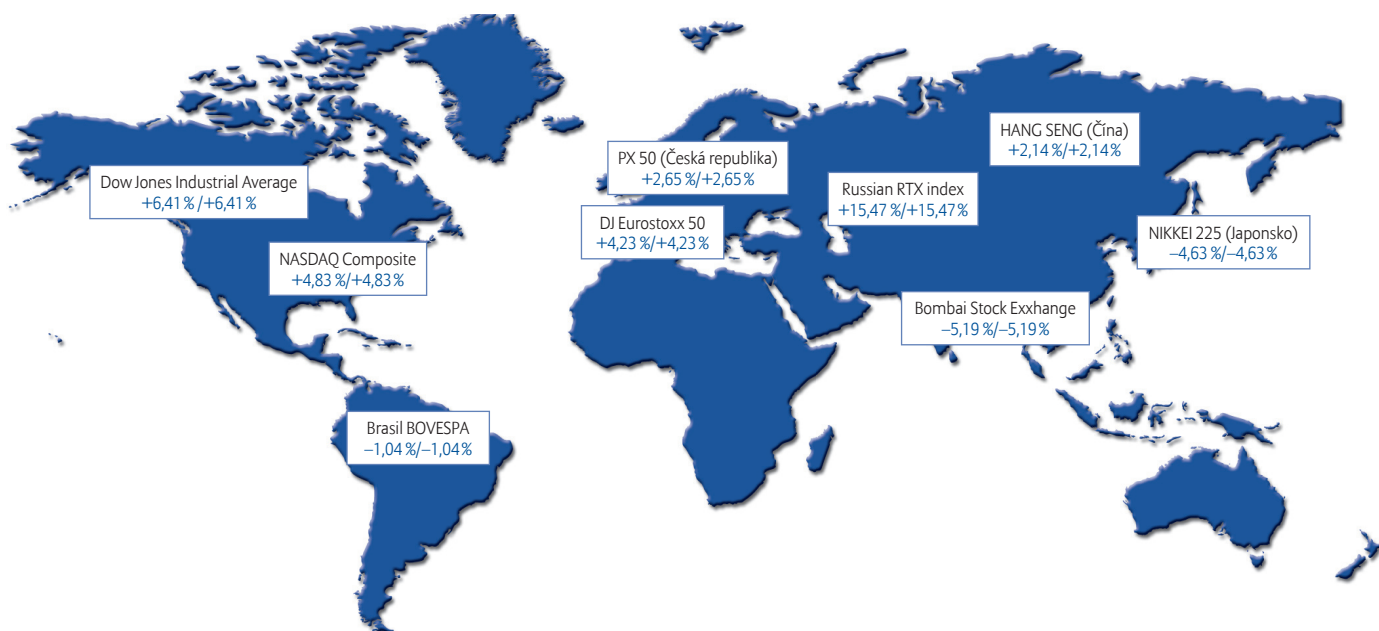 HANG SENG (Čína)
+2,14 %/+2,14 %
PX 50 (Česká republika)
+2,65 %/+2,65 %
Dow Jones Industrial Average
+6,41 % /+6,41 %
Russian RTX index
+15,47 %/+15,47%
DJ Eurostoxx 50
+4,23 %/+4,23 %
NIKKEI 225 (Japonsko)
–4,63 %/–4,63 %
NASDAQ Composite
+4,83 %/+4,83 %
Bombai Stock Exxhange
–5,19 %/–5,19 %
Brasil BOVESPA
–1,04 %/–1,04 %